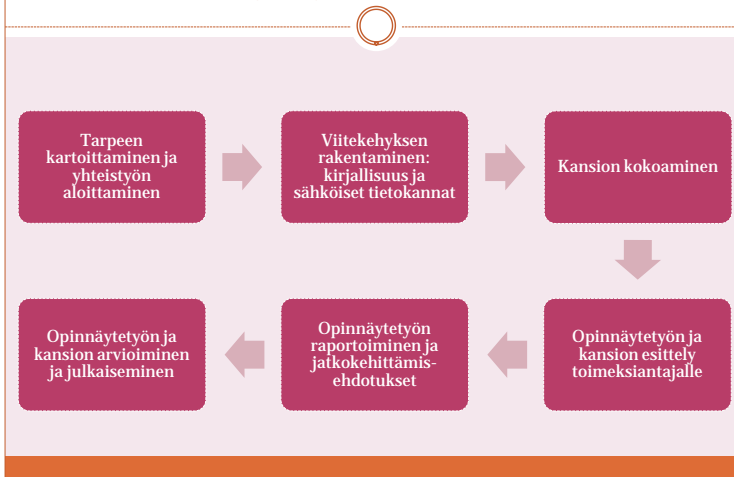 Tarpeen
kartoittaminen ja
yhteistyön
aloittaminen
Viitekehyksen
rakentaminen:
kirjallisuus ja
sähköiset tietokannat
Kansion kokoaminen
Opinnäytetyön ja
kansion esittely
toimeksiantajalle
Opinnäytetyön
raportoiminen ja
jatkokehittämis-
ehdotukset
Opinnäytetyön ja
kansion arvioiminen
ja julkaiseminen